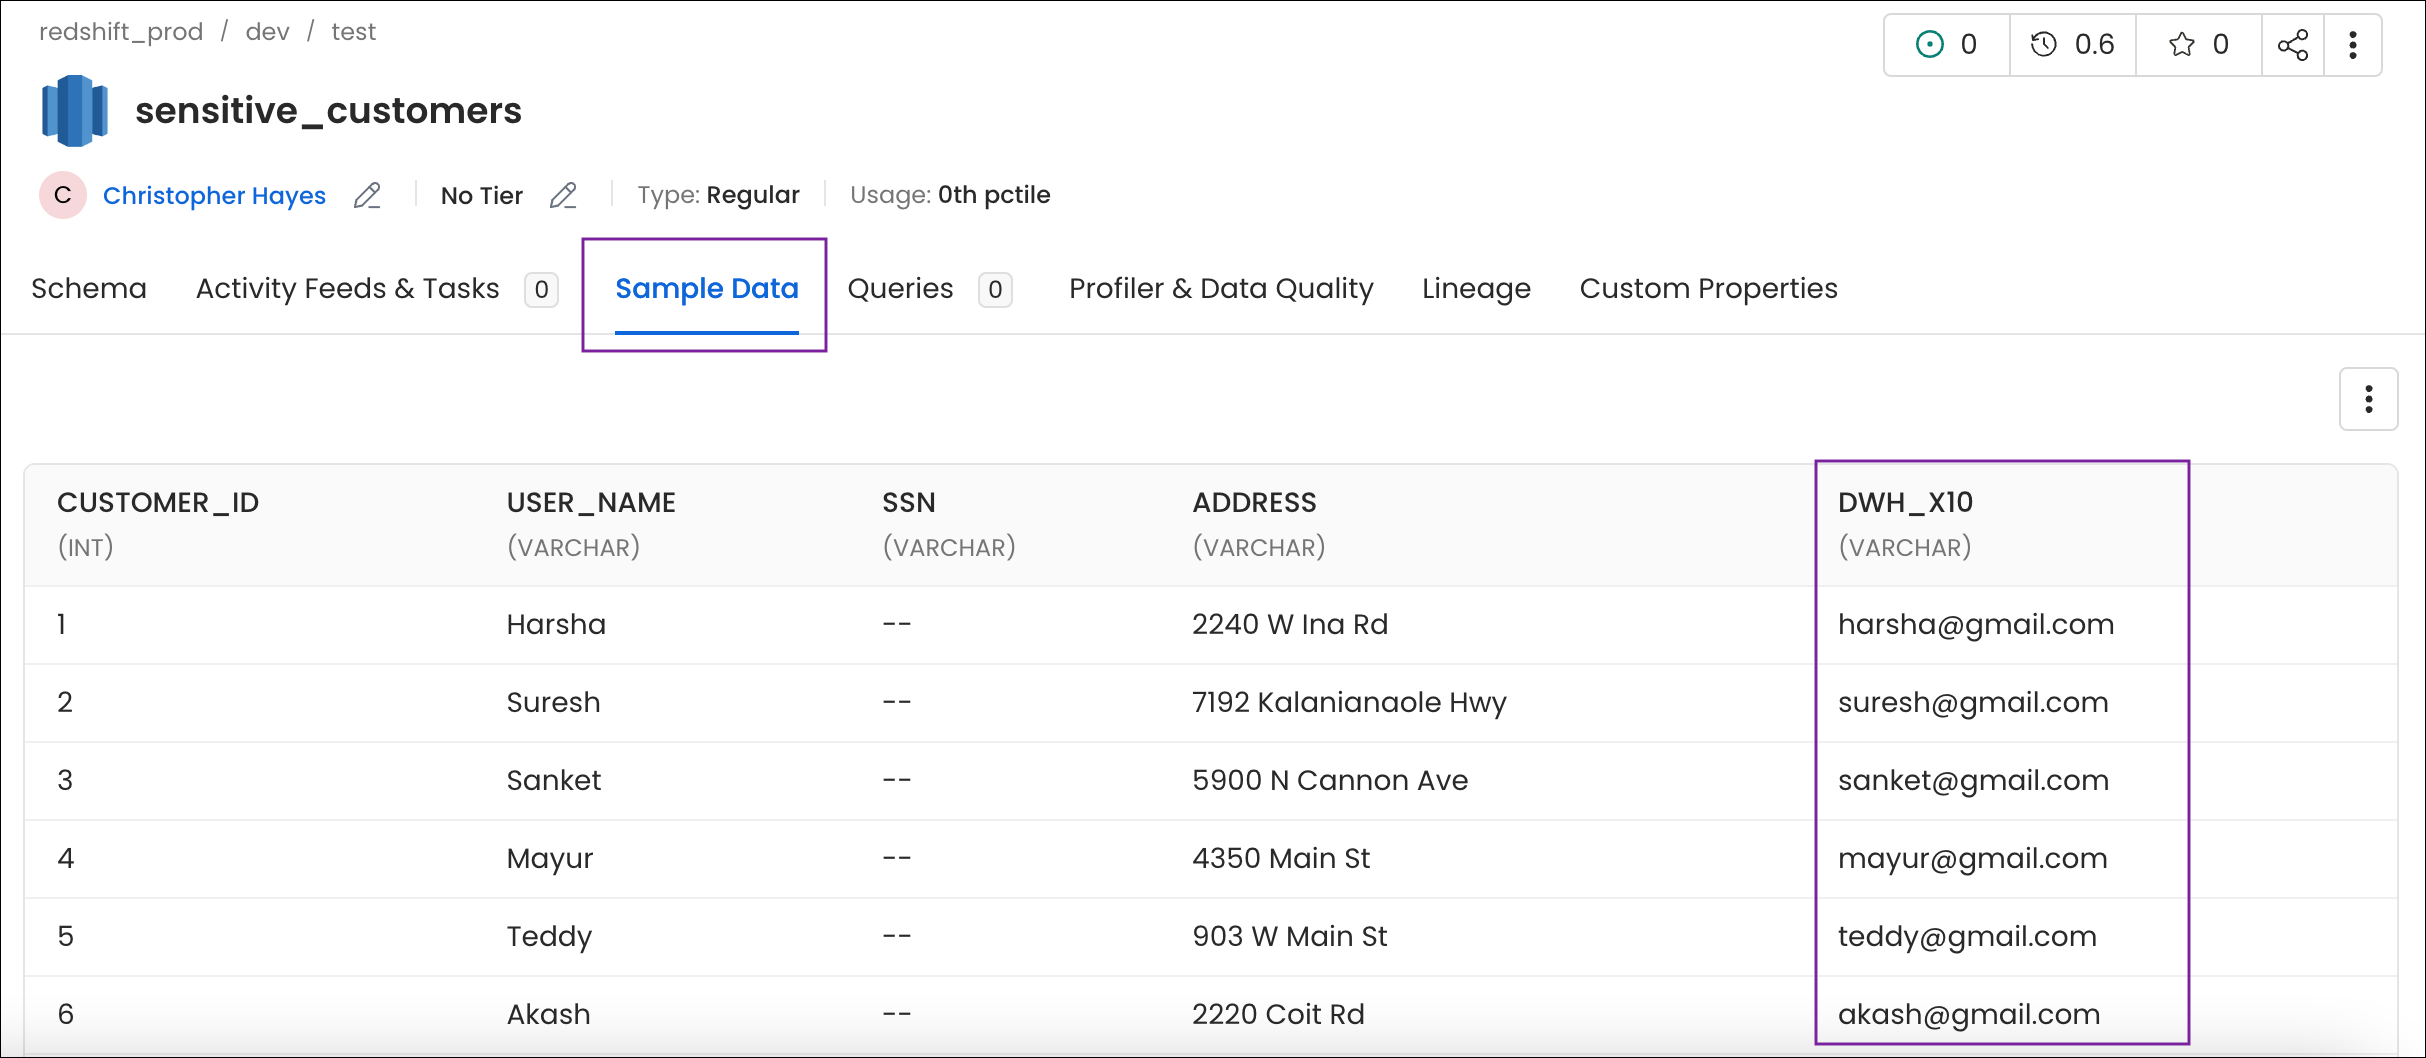 redshift_prod / dev / test
0 0.6 0
sensitive_customers
C Christopher Hayes No Tier Type: Regular Usage: 0th pctile
Schema Activity Feeds & Tasks 0 Sample Data Queries 0 Profiler & Data Quality Lineage Custom Properties
CUSTOMER_ID USER_NAME SSN ADDRESS DWH_X10
(INT) (VARCHAR) (VARCHAR) (VARCHAR) (VARCHAR)
1 Harsha -- 2240 W Ina Rd harsha@gmail.com
2 Suresh -- 7192 Kalanianaole Hwy suresh@gmail.com
3 Sanket -- 5900 N Cannon Ave sanket@gmail.com
4 Mayur -- 4350 Main St mayur@gmail.com
5 Teddy -- 903 W Main St teddy@gmail.com
6 Akash -- 2220 Coit Rd akash@gmail.com